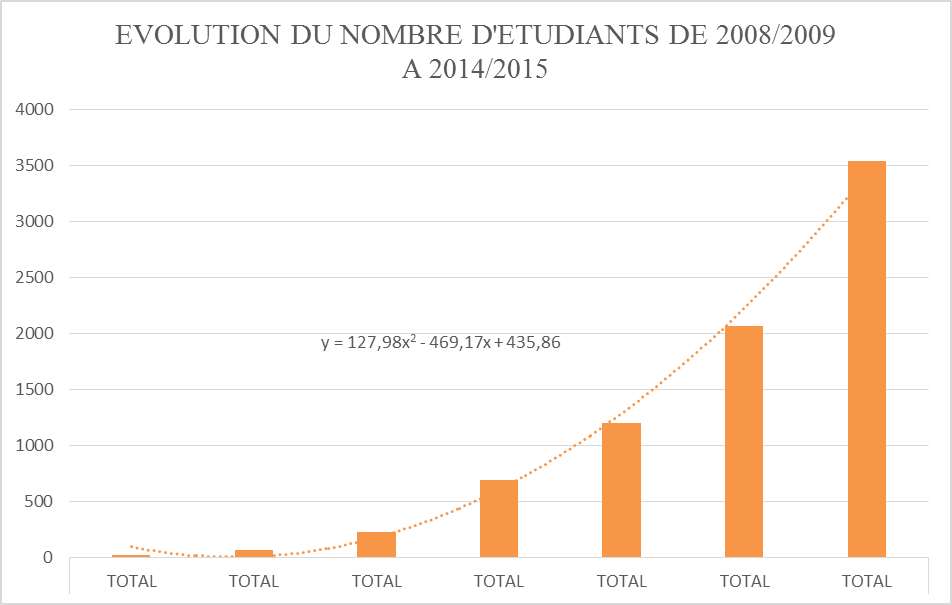 EVOLUTION DU NOMBRE D'ETUDIANTS DE 2008/2009
A 2014/2015
4000
3500
3000
2500
2000
y = 127,98x² - 469,17x + 435,86
1500
1000
500
0
TOTAL TOTAL TOTAL TOTAL TOTAL TOTAL TOTAL